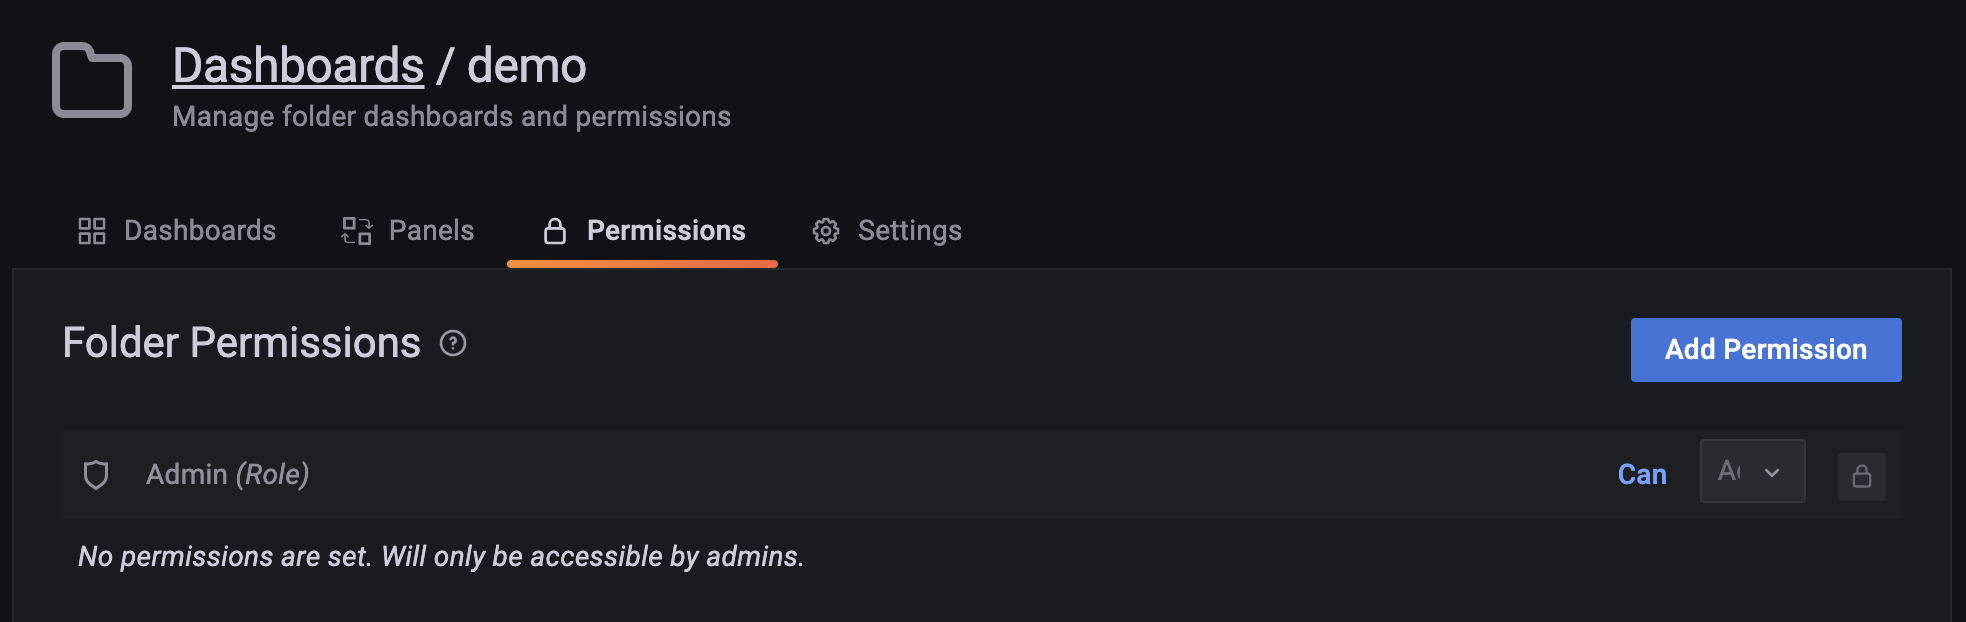 Dashboards / demo
Manage folder dashboards and permissions
Dashboards Panels Permissions Settings
Folder Permissions
Add Permission
Admin (Role) Can
No permissions are set. Will only be accessible by admins.